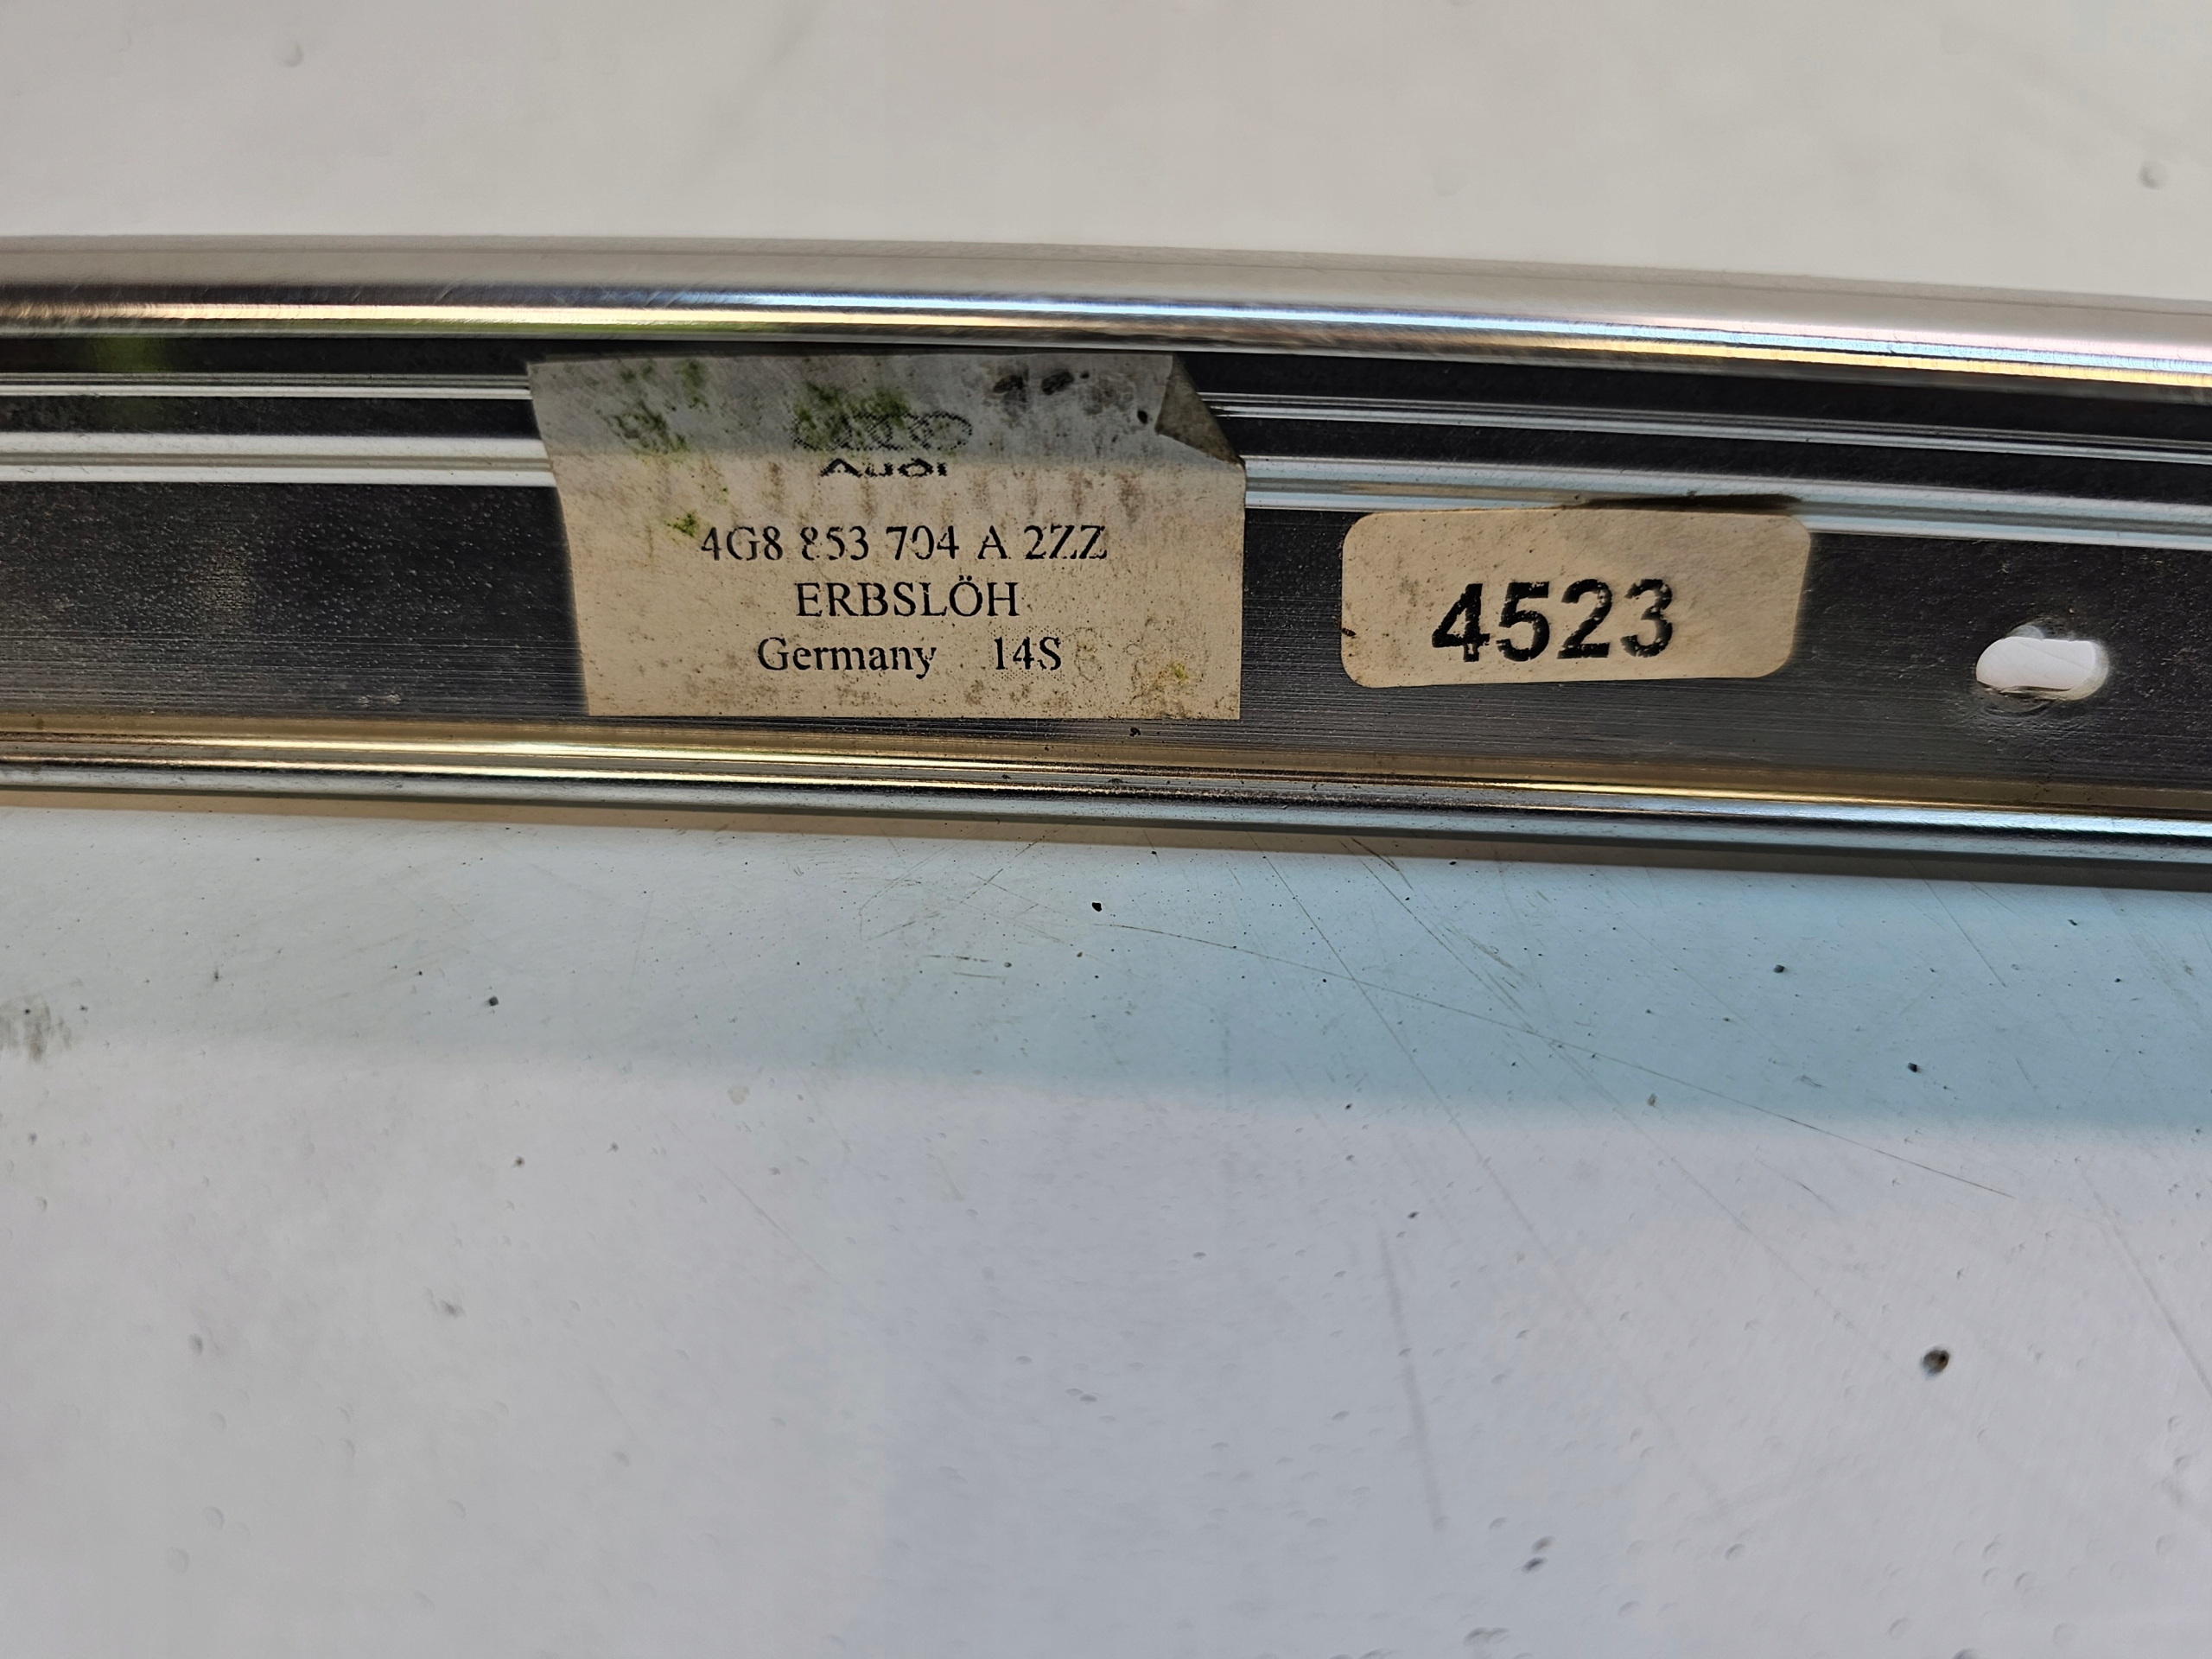 Audi
4G8 853 704 A 2ZZ
ERBSLÖH
Germany 14S
4523